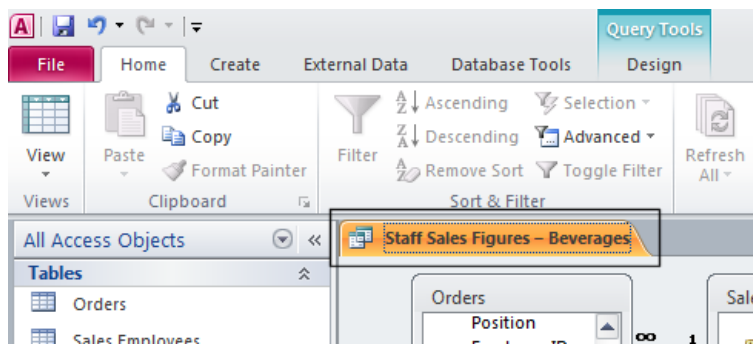 A
Query Tools
File Home Create External Data Database Tools Design
View
Paste
Cut
Copy
Format Painter
Filter
Ascending
Descending
Remove Sort
Selection
Advanced
Toggle Filter
Refresh
All
Views Clipboard Sort & Filter
All Access Objects
Staff Sales Figures – Beverages
Tables
Orders
Sales Employees
Orders
Position
∞ 1